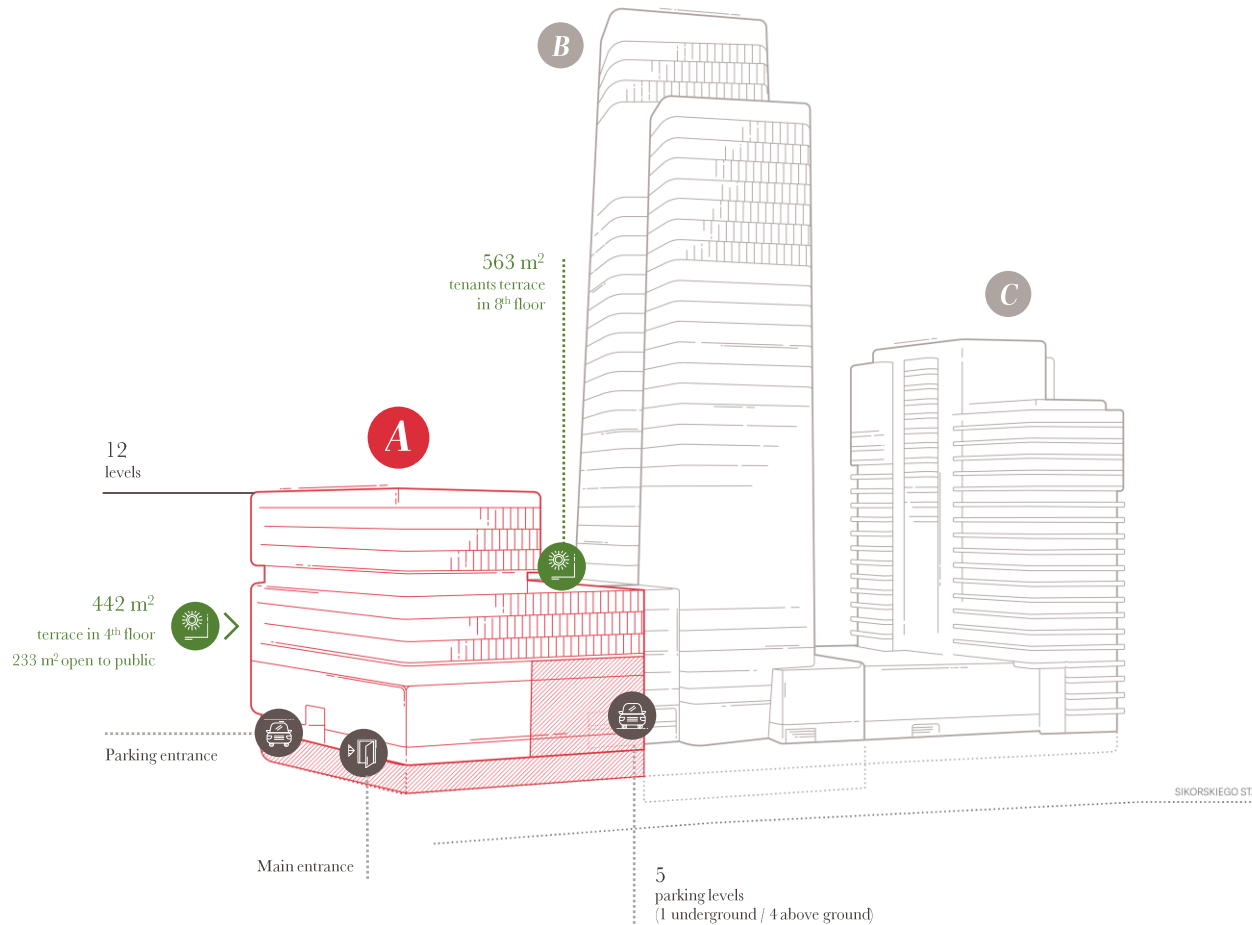 B
563 m²
tenants terrace
in 8th floor
C
A
12
levels
442 m²
terrace in 4th floor
233 m² open to public
Parking entrance
SIKORSKIEGO ST.
Main entrance
5
parking levels
(1 underground / 4 above ground)